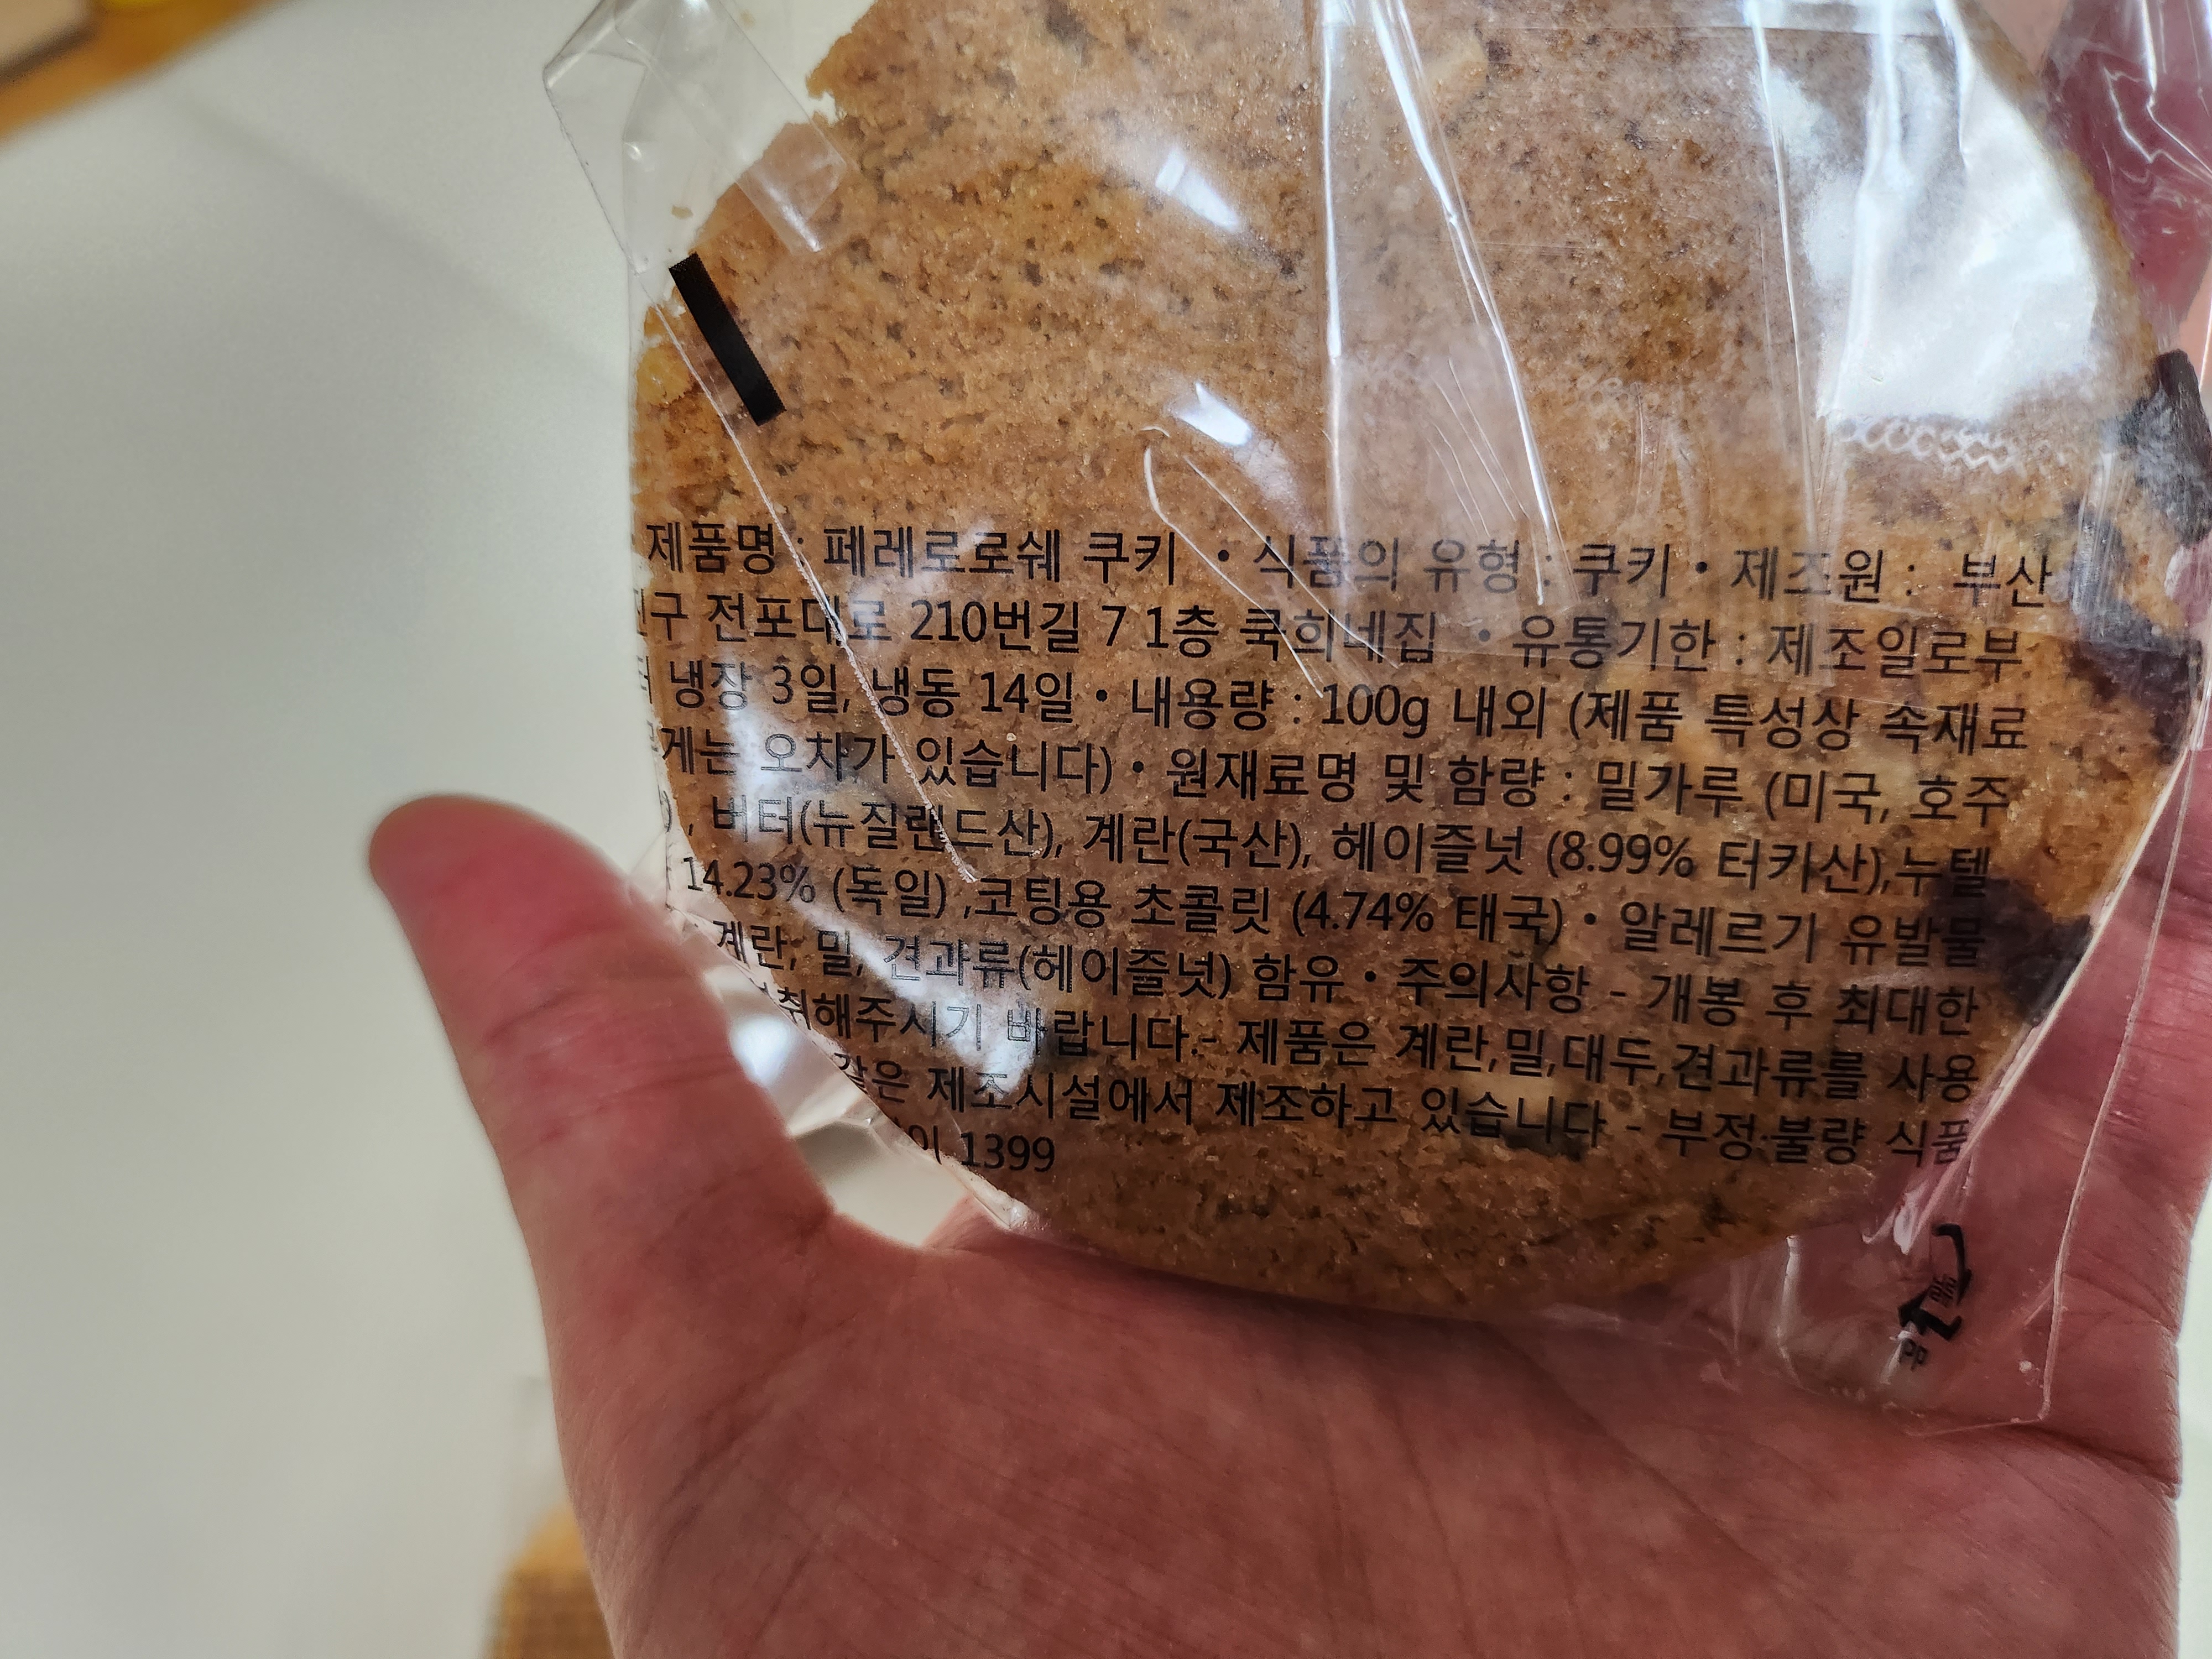 제품명 : 페레로로쉐 쿠키 • 식품의 유형 : 쿠키 • 제조원 : 부산
진구 전포대로 210번길 7 1층 쿡희네집 • 유통기한 : 제조일로부
터 냉장 3일, 냉동 14일 • 내용량 : 100g 내외 (제품 특성상 속재료
게는 오차가 있습니다) • 원재료명 및 함량 : 밀가루 (미국, 호주
) , 버터(뉴질랜드산), 계란(국산), 헤이즐넛 (8.99% 터키산),누텔
14.23% (독일) ,코팅용 초콜릿 (4.74% 태국) • 알레르기 유발물
계란, 밀, 견과류(헤이즐넛) 함유 • 주의사항 - 개봉 후 최대한
취해주시기 바랍니다.- 제품은 계란,밀,대두,견과류를 사용
같은 제조시설에서 제조하고 있습니다 - 부정·불량 식품
1399